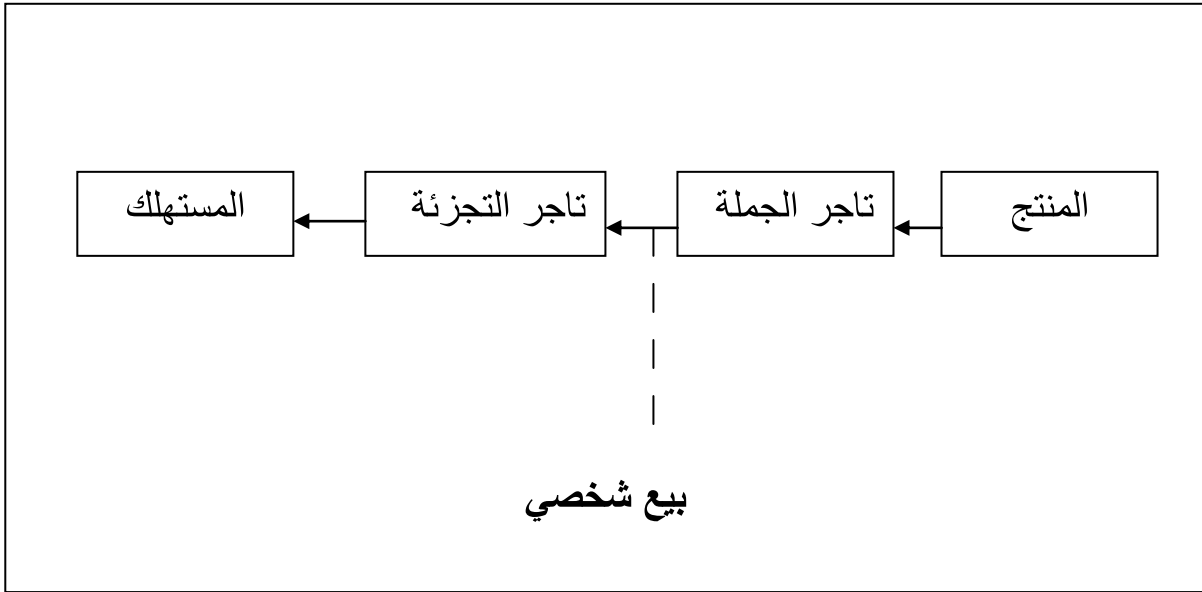 المنتج
تاجر الجملة
تاجر التجزئة
المستهلك
بيع شخصي